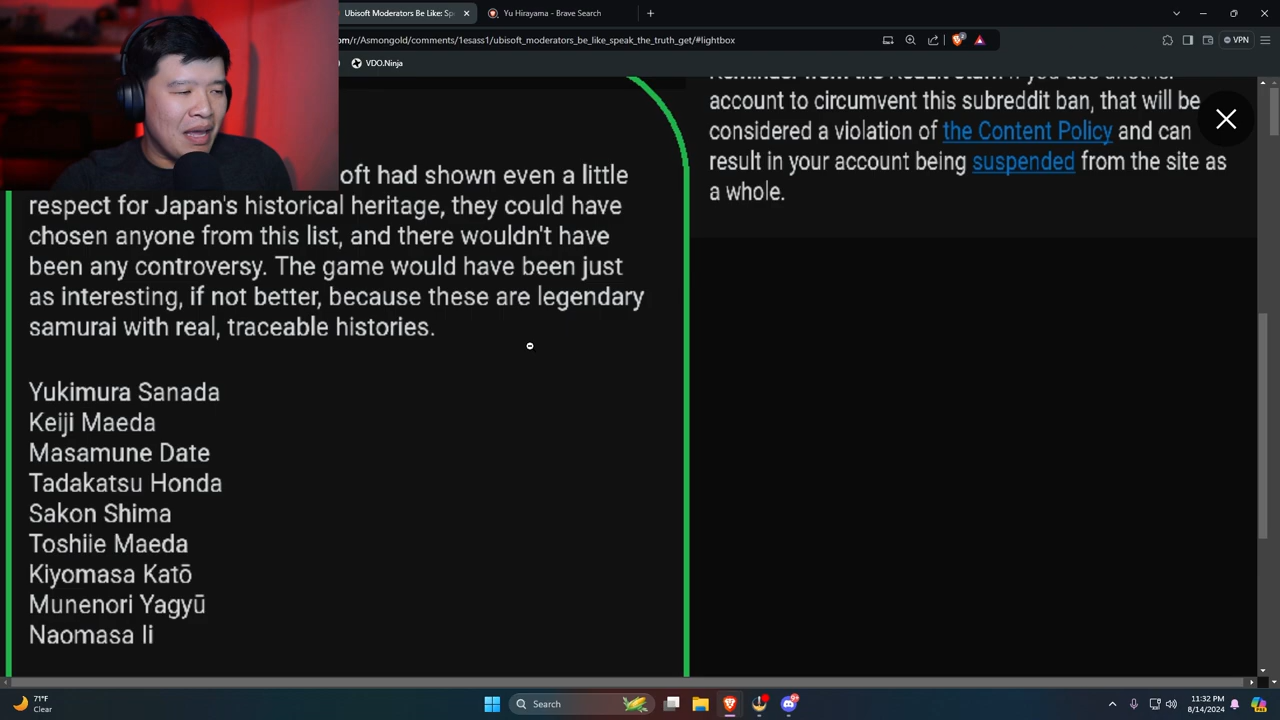 Ubisoft Moderators Be Like: Sp
Yu Hirayama - Brave Search
om/r/Asmongold/comments/1esass1/ubisoft_moderators_be_like_speak_the_truth_get/#lightbox
VPN
VDO.Ninja
oft had shown even a little
respect for Japan's historical heritage, they could have
chosen anyone from this list, and there wouldn't have
been any controversy. The game would have been just
as interesting, if not better, because these are legendary
samurai with real, traceable histories.
Yukimura Sanada
Keiji Maeda
Masamune Date
Tadakatsu Honda
Sakon Shima
Toshiie Maeda
Kiyomasa Katō
Munenori Yagyū
Naomasa Ii
account to circumvent this subreddit ban, that will be
considered a violation of the Content Policy and can
result in your account being suspended from the site as
a whole.
71°F
Clear
Search
11:32 PM
8/14/2024